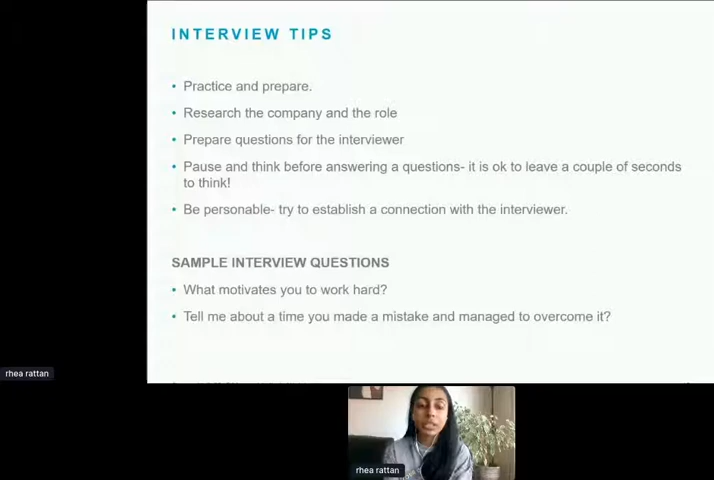 INTERVIEW TIPS
• Practice and prepare.
• Research the company and the role
• Prepare questions for the interviewer
• Pause and think before answering a questions- it is ok to leave a couple of seconds
to think!
• Be personable- try to establish a connection with the interviewer.
SAMPLE INTERVIEW QUESTIONS
• What motivates you to work hard?
• Tell me about a time you made a mistake and managed to overcome it?
rhea rattan
rhea rattan